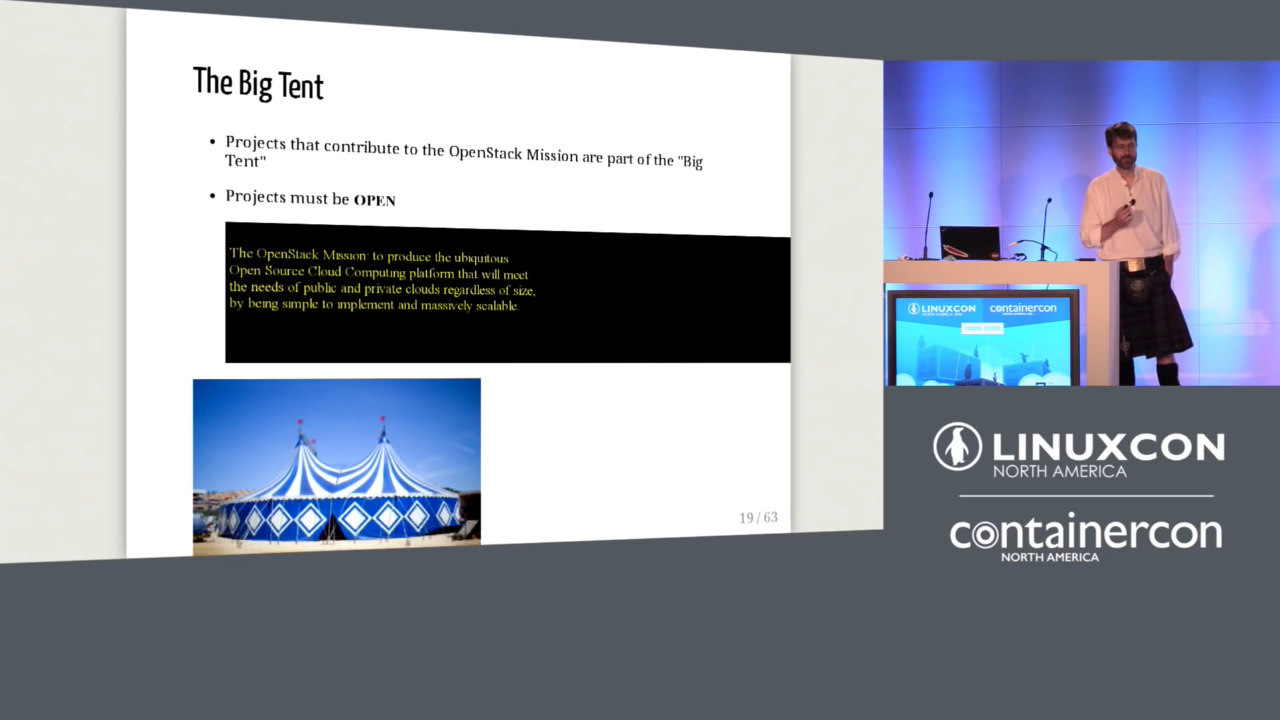 The Big Tent
• Projects that contribute to the OpenStack Mission are part of the "Big
Tent"
• Projects must be OPEN
The OpenStack Mission: to produce the ubiquitous
Open Source Cloud Computing platform that will meet
the needs of public and private clouds regardless of size,
by being simple to implement and massively scalable.
19 / 63
LINUXCON
containercon
LINUXCON
NORTH AMERICA
containercon
NORTH AMERICA